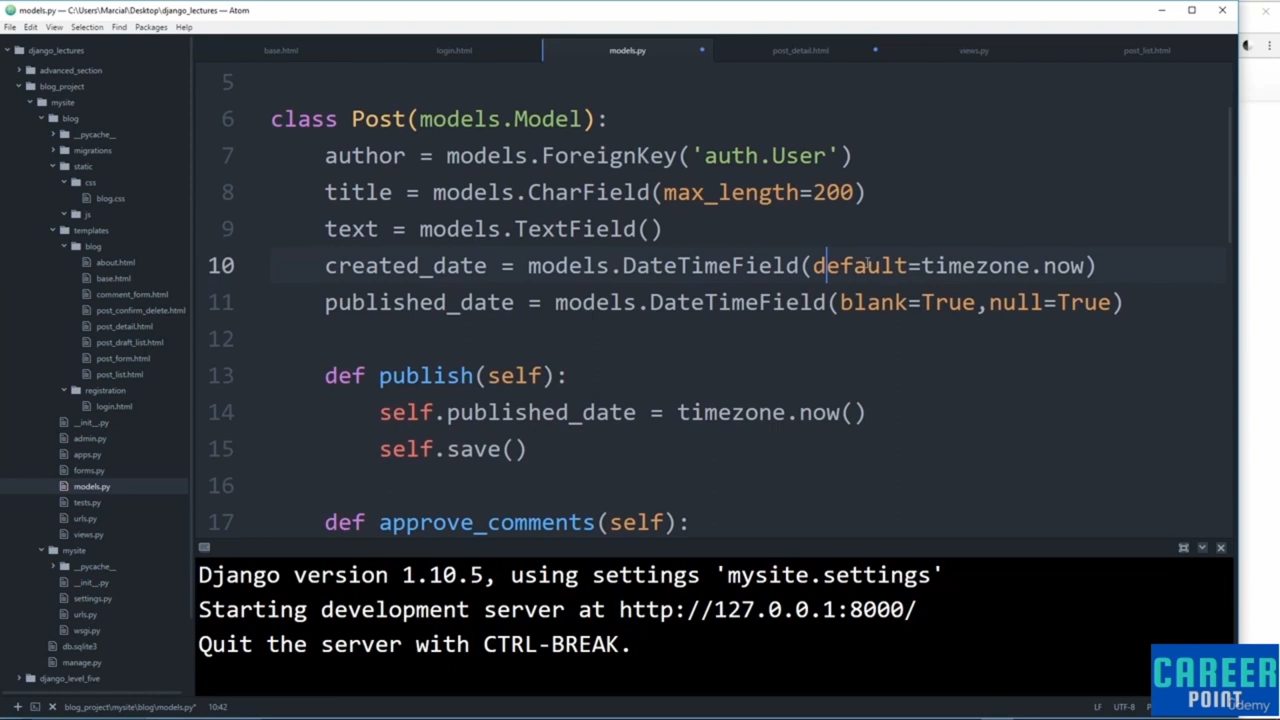 models.py — C:\Users\Marcial\Desktop\django_lectures — Atom
File Edit View Selection Find Packages Help
django_lectures
advanced_section
blog_project
mysite
blog
__pycache__
migrations
static
css
blog.css
js
templates
blog
about.html
base.html
comment_form.html
post_confirm_delete.html
post_detail.html
post_draft_list.html
post_form.html
post_list.html
registration
login.html
__init__.py
admin.py
apps.py
forms.py
models.py
tests.py
urls.py
views.py
mysite
__pycache__
__init__.py
settings.py
urls.py
wsgi.py
db.sqlite3
manage.py
django_level_five
base.html login.html models.py post_detail.html views.py post_list.html
5
6 class Post(models.Model):
7 author = models.ForeignKey('auth.User')
8 title = models.CharField(max_length=200)
9 text = models.TextField()
10 created_date = models.DateTimeField(default=timezone.now)
11 published_date = models.DateTimeField(blank=True,null=True)
12
13 def publish(self):
14 self.published_date = timezone.now()
15 self.save()
16
17 def approve_comments(self):
Django version 1.10.5, using settings 'mysite.settings'
Starting development server at http://127.0.0.1:8000/
Quit the server with CTRL-BREAK.
blog_project\mysite\blog\models.py* 10:42 LF UTF-8
CAREER
POINT
Udemy